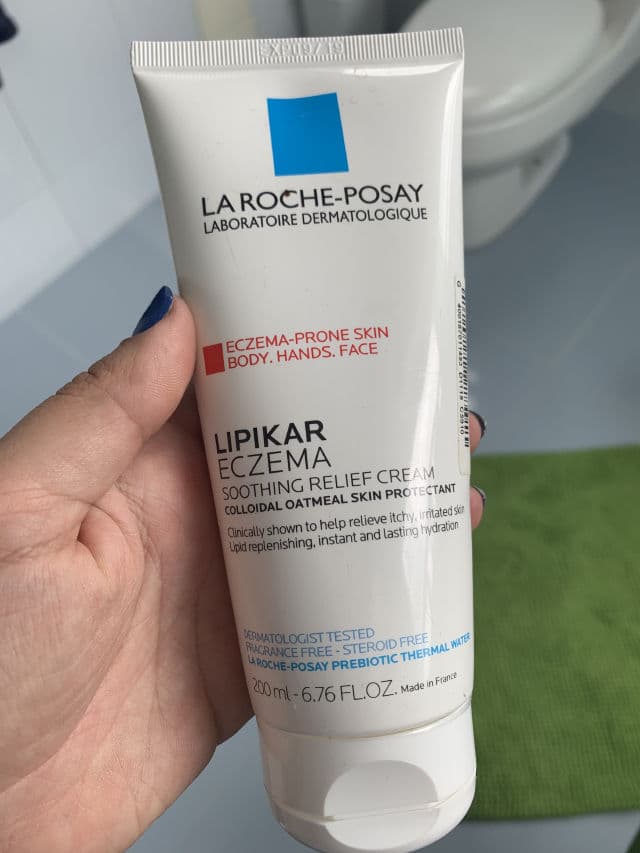 LA ROCHE-POSAY
LABORATOIRE DERMATOLOGIQUE
ECZEMA-PRONE SKIN
BODY. HANDS. FACE
LIPIKAR
ECZEMA
SOOTHING RELIEF CREAM
COLLOIDAL OATMEAL SKIN PROTECTANT
Clinically shown to help relieve itchy, irritated skin
Lipid replenishing, instant and lasting hydration
DERMATOLOGIST TESTED
FRAGRANCE FREE - STEROID FREE
LA ROCHE-POSAY PREBIOTIC THERMAL WATER
200 ml - 6.76 FL.OZ. Made in France